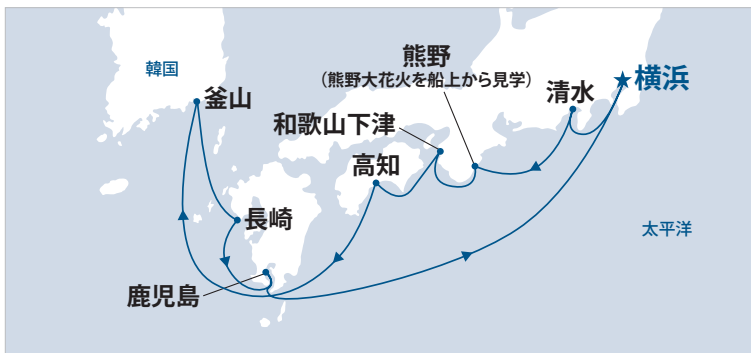 韓国
釜山
熊野
（熊野大花火を船上から見学）
清水
横浜
和歌山下津
高知
長崎
太平洋
鹿児島